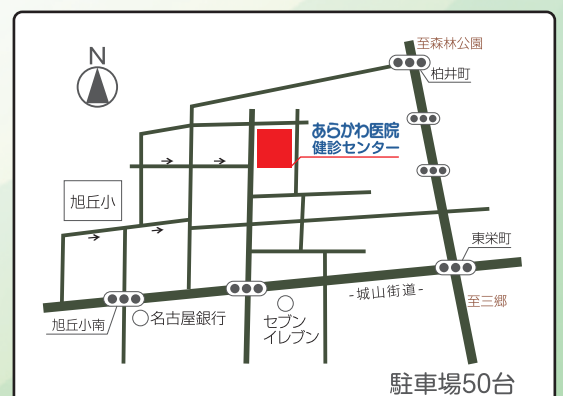 至森林公園
N
柏井町
あらかわ医院
健診センター
旭丘小
東栄町
-城山街道-
至三郷
旭丘小南
名古屋銀行
セブン
イレブン
駐車場50台